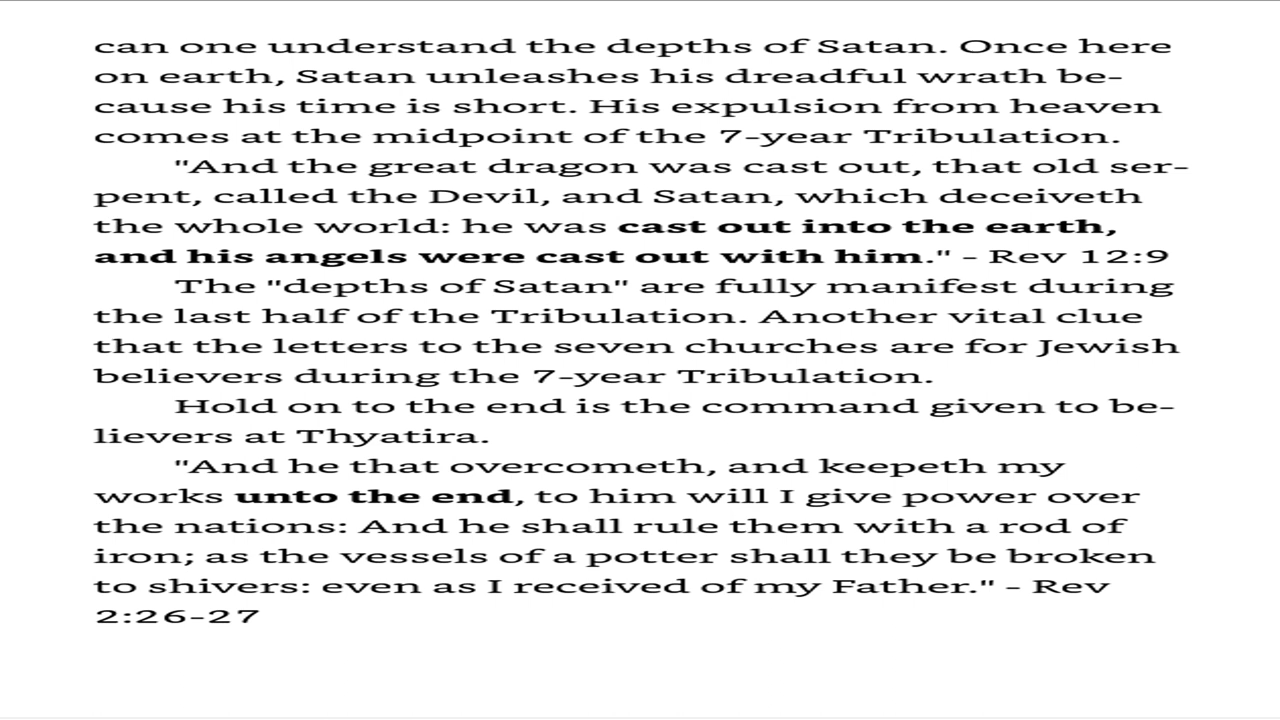 can one understand the depths of Satan. Once here
on earth, Satan unleashes his dreadful wrath be-
cause his time is short. His expulsion from heaven
comes at the midpoint of the 7-year Tribulation.
"And the great dragon was cast out, that old ser-
pent, called the Devil, and Satan, which deceiveth
the whole world: he was cast out into the earth,
and his angels were cast out with him." - Rev 12:9
The "depths of Satan" are fully manifest during
the last half of the Tribulation. Another vital clue
that the letters to the seven churches are for Jewish
believers during the 7-year Tribulation.
Hold on to the end is the command given to be-
lievers at Thyatira.
"And he that overcometh, and keepeth my
works unto the end, to him will I give power over
the nations: And he shall rule them with a rod of
iron; as the vessels of a potter shall they be broken
to shivers: even as I received of my Father." - Rev
2:26-27